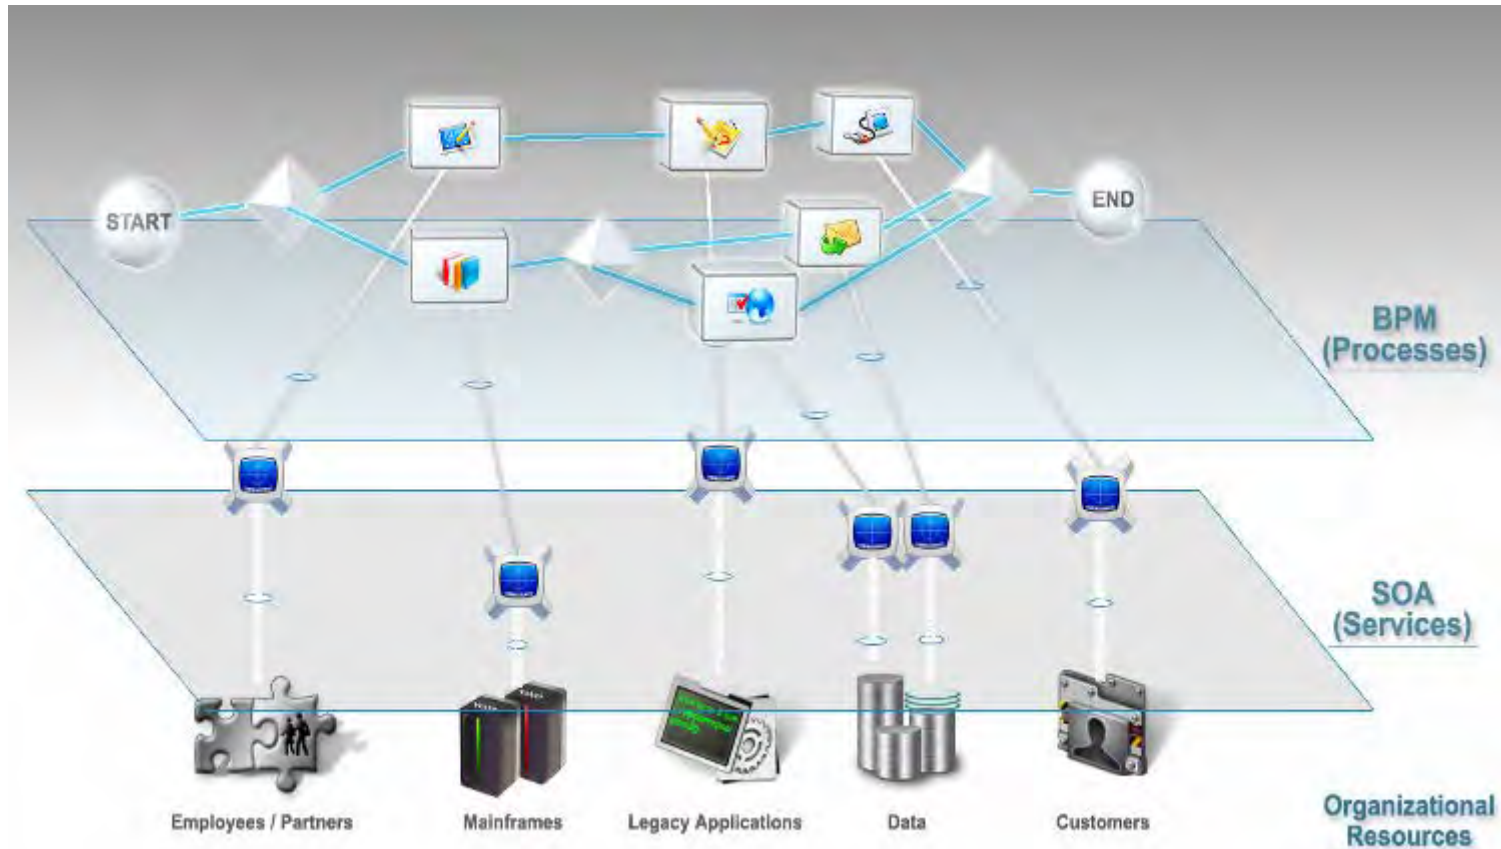 START
END
BPM
(Processes)
SOA
(Services)
Employees / Partners
Mainframes
Legacy Applications
Data
Customers
Organizational
Resources